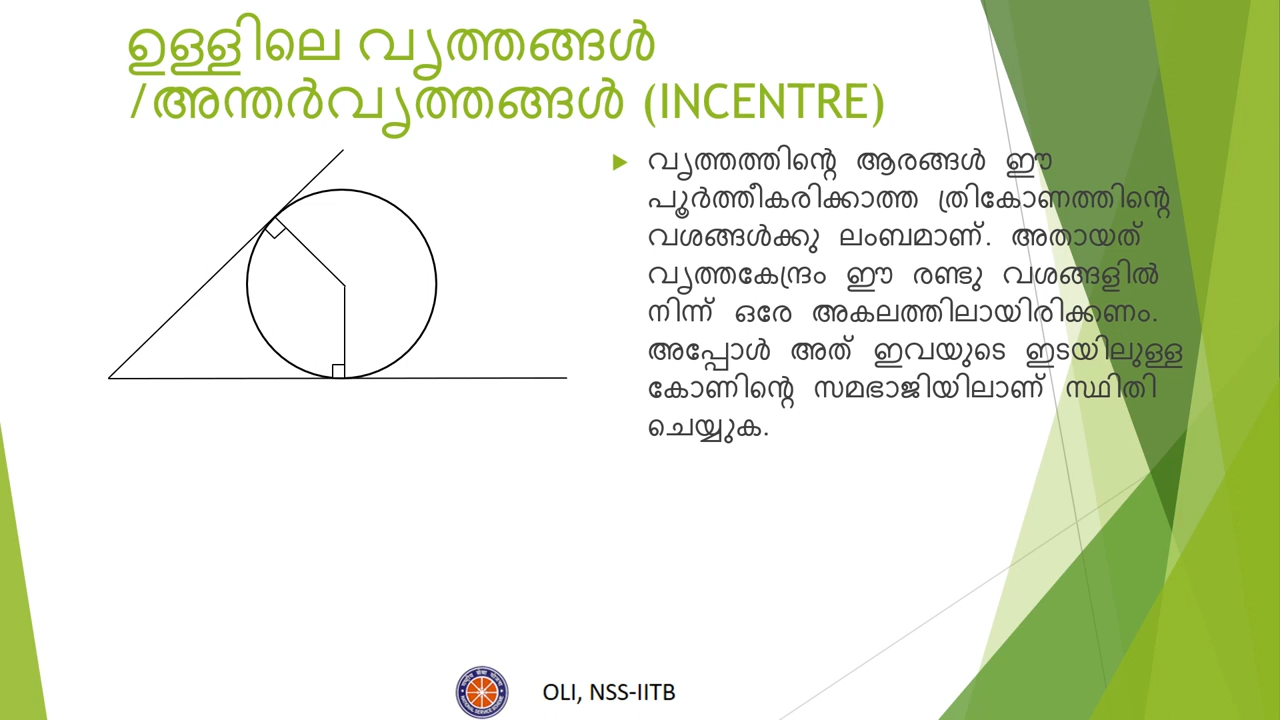 ഉള്ളിലെ വൃത്തങ്ങൾ
/അന്തർവൃത്തങ്ങൾ (INCENTRE)
വൃത്തത്തിന്റെ ആരങ്ങൾ ഈ
പൂർത്തീകരിക്കാത്ത ത്രികോണത്തിന്റെ
വശങ്ങൾക്കു ലംബമാണ്. അതായത്
വൃത്തകേന്ദ്രം ഈ രണ്ടു വശങ്ങളിൽ
നിന്ന് ഒരേ അകലത്തിലായിരിക്കണം.
അപ്പോൾ അത് ഇവയുടെ ഇടയിലുള്ള
കോണിന്റെ സമഭാജിയിലാണ് സ്ഥിതി
ചെയ്യുക.
OLI, NSS-IITB